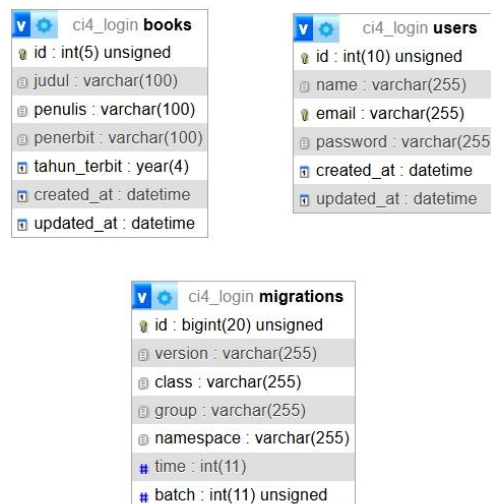 ci4_login books
id : int(5) unsigned
judul : varchar(100)
penulis : varchar(100)
penerbit : varchar(100)
tahun_terbit : year(4)
created_at : datetime
updated_at : datetime
ci4_login users
id : int(10) unsigned
name : varchar(255)
email : varchar(255)
password : varchar(255
created_at : datetime
updated_at : datetime
ci4_login migrations
id : bigint(20) unsigned
version : varchar(255)
class : varchar(255)
group : varchar(255)
namespace : varchar(255)
# time : int(11)
# batch : int(11) unsigned